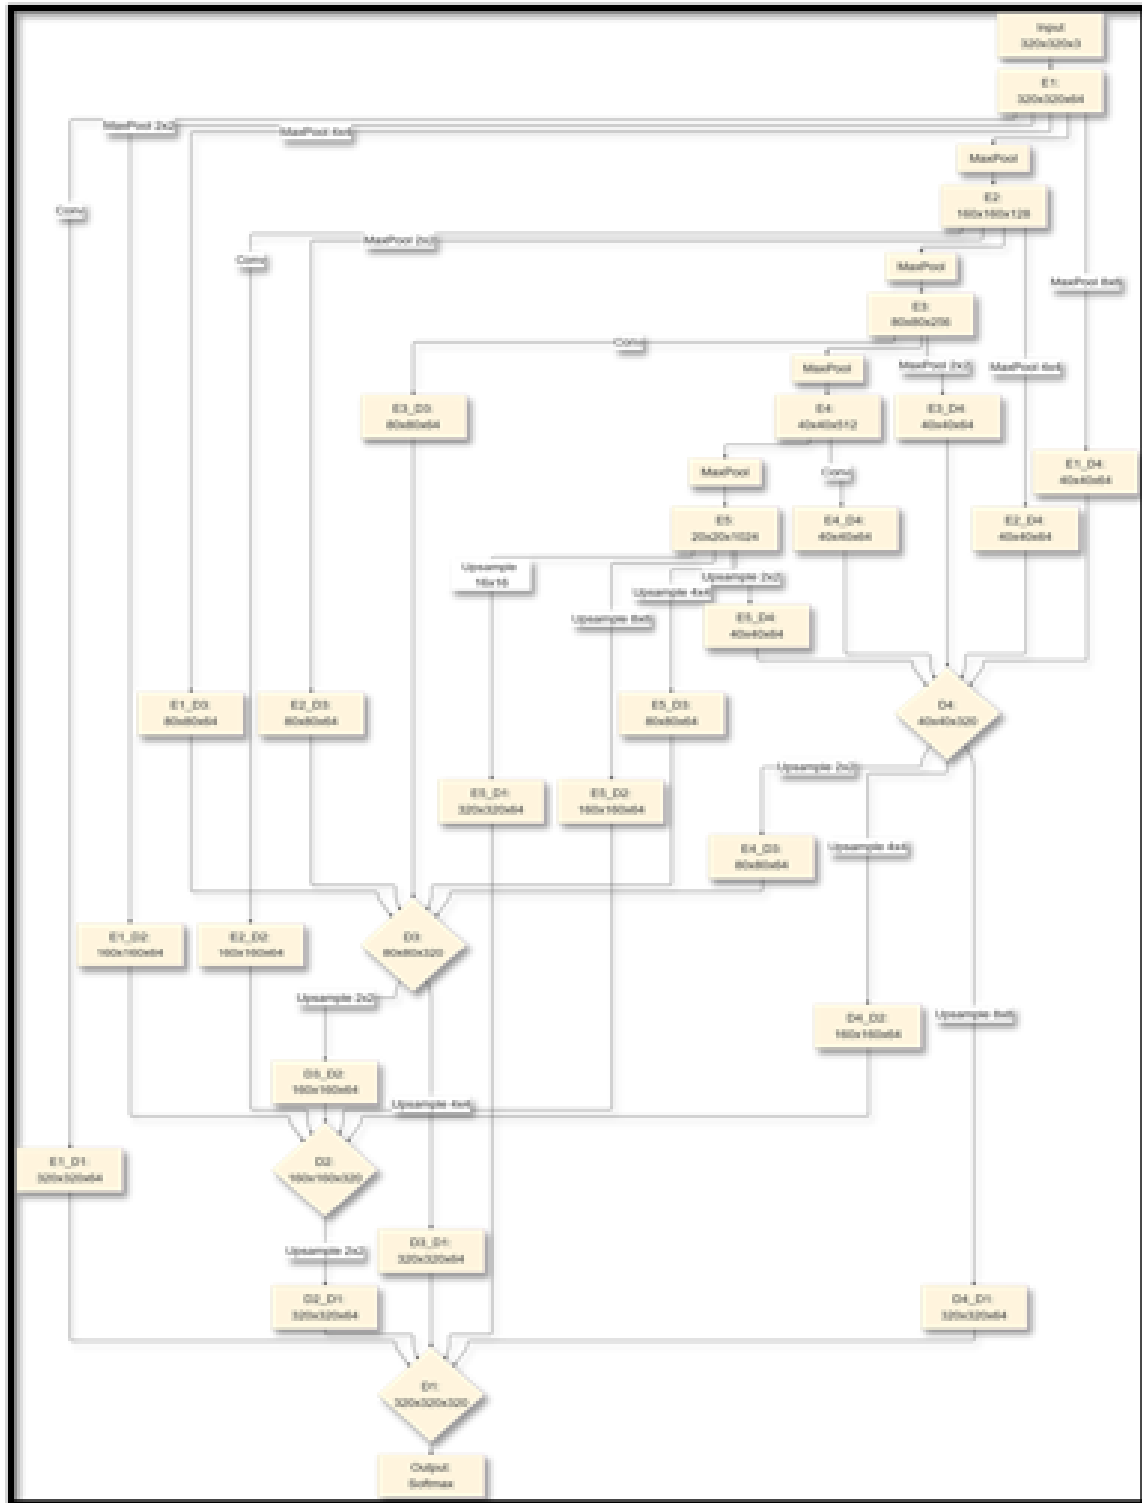 Input:
320x320x3
E1:
320x320x64
MaxPool 2x2
MaxPool 4x4
MaxPool
Conv
E2:
160x160x128
MaxPool 2x2
Conv
MaxPool
MaxPool 8x8
E3:
80x80x256
Conv
MaxPool
MaxPool 2x2
MaxPool 4x4
E3_D3:
80x80x64
E4:
40x40x512
E3_D4:
40x40x64
MaxPool
Conv
E1_D4:
40x40x64
E5:
20x20x1024
E4_D4:
40x40x64
E2_D4:
40x40x64
Upsample
16x16
Upsample 2x2
Upsample 4x4
Upsample 8x8
E5_D4:
40x40x64
E1_D3:
80x80x64
E2_D3:
80x80x64
E5_D3:
80x80x64
D4:
40x40x320
Upsample 2x2
E5_D1:
320x320x64
E5_D2:
160x160x64
Upsample 4x4
E4_D3:
80x80x64
E1_D2:
160x160x64
E2_D2:
160x160x64
D3:
80x80x320
Upsample 2x2
D4_D2:
160x160x64
Upsample 8x8
D3_D2:
160x160x64
Upsample 4x4
E1_D1:
320x320x64
D2:
160x160x320
Upsample 2x2
D3_D1:
320x320x64
D2_D1:
320x320x64
D4_D1:
320x320x64
320x320x320
Output:
Softmax